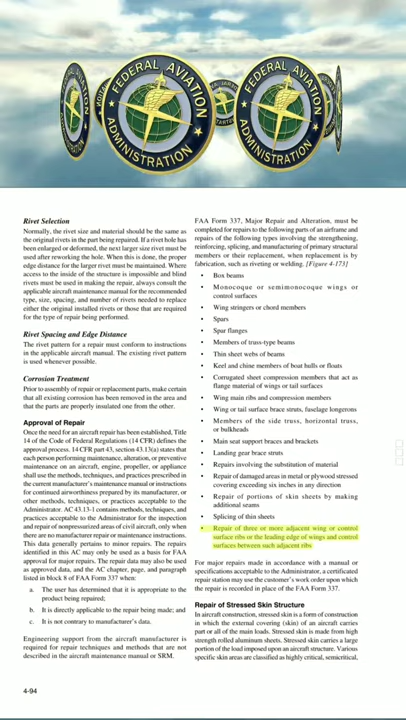 FEDERAL AVIATION
ADMINISTRATION
FEDERAL AVIATION
ADMINISTRATION
Rivet Selection
Normally, the rivet size and material should be the same as
the original rivets in the part being repaired. If a rivet hole has
been enlarged or deformed, the next larger size rivet must be
used after reworking the hole. When this is done, the proper
edge distance for the larger rivet must be maintained. Where
access to the inside of the structure is impossible and blind
rivets must be used in making the repair, always consult the
applicable aircraft maintenance manual for the recommended
type, size, spacing, and number of rivets needed to replace
either the original installed rivets or those that are required
for the type of repair being performed.
Rivet Spacing and Edge Distance
The rivet pattern for a repair must conform to instructions
in the applicable aircraft manual. The existing rivet pattern
is used whenever possible.
Corrosion Treatment
Prior to assembly of repair or replacement parts, make certain
that all existing corrosion has been removed in the area and
that the parts are properly insulated one from the other.
Approval of Repair
Once the need for an aircraft repair has been established, Title
14 of the Code of Federal Regulations (14 CFR) defines the
approval process. 14 CFR part 43, section 43.13(a) states that
each person performing maintenance, alteration, or preventive
maintenance on an aircraft, engine, propeller, or appliance
shall use the methods, techniques, and practices prescribed in
the current manufacturer's maintenance manual or instructions
for continued airworthiness prepared by its manufacturer, or
other methods, techniques, or practices acceptable to the
Administrator. AC 43.13-1 contains methods, techniques, and
practices acceptable to the Administrator for the inspection
and repair of nonpressurized areas of civil aircraft, only when
there are no manufacturer repair or maintenance instructions.
This data generally pertains to minor repairs. The repairs
identified in this AC may only be used as a basis for FAA
approval for major repairs. The repair data may also be used
as approved data, and the AC chapter, page, and paragraph
listed in block 8 of FAA Form 337 when:
a. The user has determined that it is appropriate to the
product being repaired;
b. It is directly applicable to the repair being made; and
c. It is not contrary to manufacturer's data.
Engineering support from the aircraft manufacturer is
required for repair techniques and methods that are not
described in the aircraft maintenance manual or SRM.
FAA Form 337, Major Repair and Alteration, must be
completed for repairs to the following parts of an airframe and
repairs of the following types involving the strengthening,
reinforcing, splicing, and manufacturing of primary structural
members or their replacement, when replacement is by
fabrication, such as riveting or welding. [Figure 4-173]
• Box beams
• Monocoque or semimonocoque wings or
control surfaces
• Wing stringers or chord members
• Spars
• Spar flanges
• Members of truss-type beams
• Thin sheet webs of beams
• Keel and chine members of boat hulls or floats
• Corrugated sheet compression members that act as
flange material of wings or tail surfaces
• Wing main ribs and compression members
• Wing or tail surface brace struts, fuselage longerons
• Members of the side truss, horizontal truss,
or bulkheads
• Main seat support braces and brackets
• Landing gear brace struts
• Repairs involving the substitution of material
• Repair of damaged areas in metal or plywood stressed
covering exceeding six inches in any direction
• Repair of portions of skin sheets by making
additional seams
• Splicing of thin sheets
• Repair of three or more adjacent wing or control
surface ribs or the leading edge of wings and control
surfaces between such adjacent ribs
For major repairs made in accordance with a manual or
specifications acceptable to the Administrator, a certificated
repair station may use the customer's work order upon which
the repair is recorded in place of the FAA Form 337.
Repair of Stressed Skin Structure
In aircraft construction, stressed skin is a form of construction
in which the external covering (skin) of an aircraft carries
part or all of the main loads. Stressed skin is made from high
strength rolled aluminum sheets. Stressed skin carries a large
portion of the load imposed upon an aircraft structure. Various
specific skin areas are classified as highly critical, semicritical,
4-94